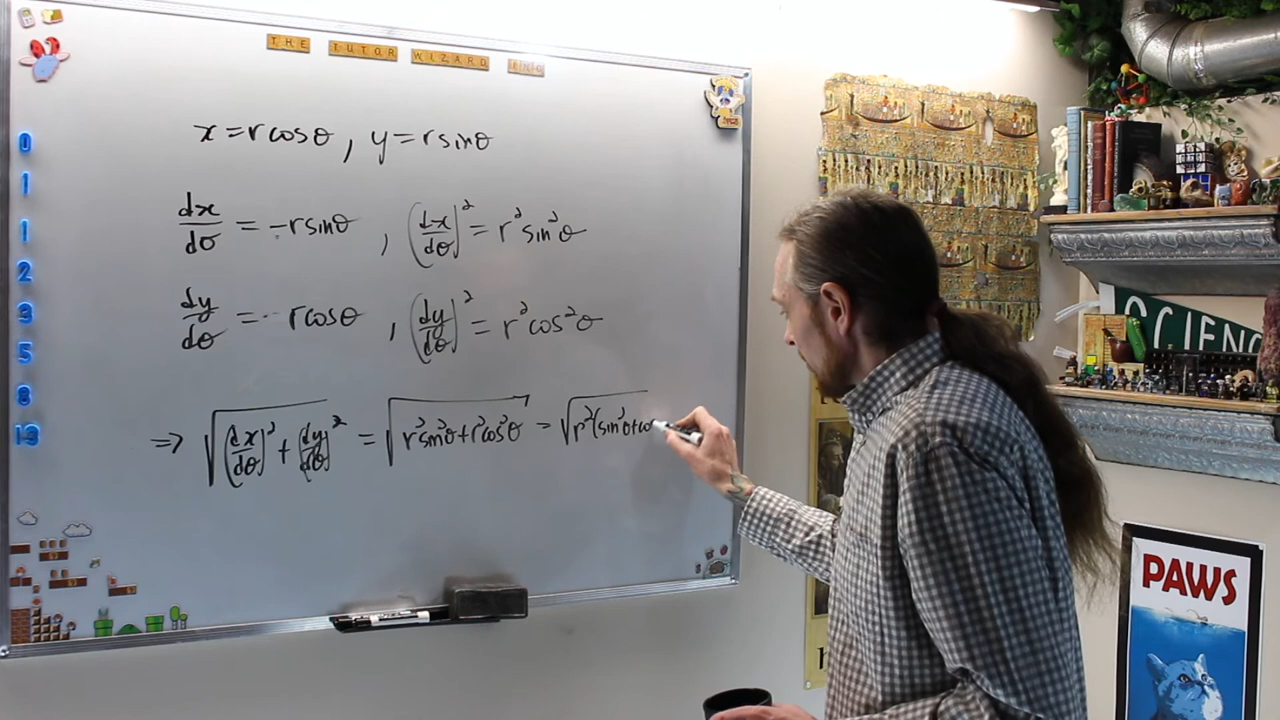 THE TUTOR WIZARD INC
x = r cos θ , y = r sin θ
dx/dθ = -r sin θ , (dx/dθ)² = r² sin² θ
dy/dθ = r cos θ , (dy/dθ)² = r² cos² θ
⇒ √((dx/dθ)² + (dy/dθ)²) = √(r² sin² θ + r² cos² θ) = √(r² (sin² θ + co
0
1
1
2
3
5
8
13
SCIENC
PAWS